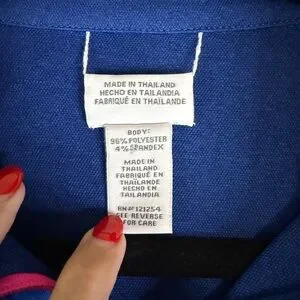 MADE IN THAILAND
HECHO EN TAILANDIA
FABRIQUÉ EN THAÏLANDE
BODY:
96% POLYESTER
4% SPANDEX
MADE IN
THAILAND
FABRIQUÉ EN
THAÏLANDE
HECHO EN
TAILANDIA
RN# 121254
SEE REVERSE
FOR CARE